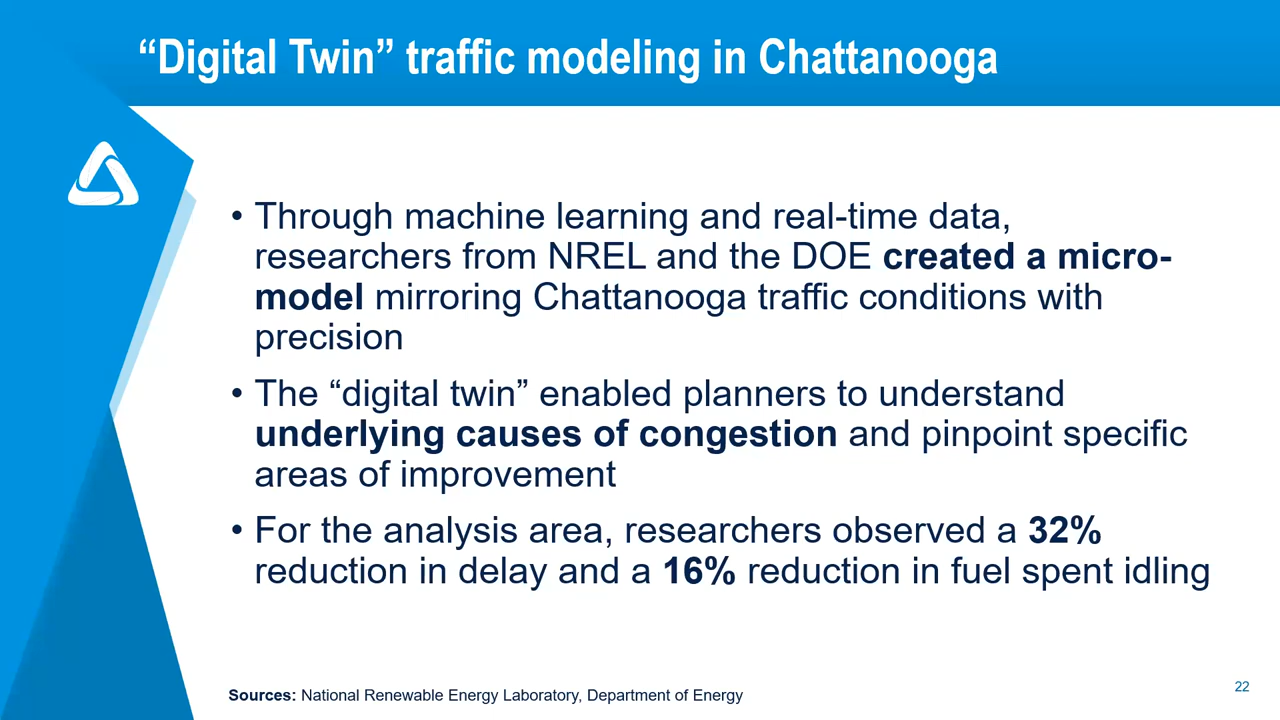 “Digital Twin” traffic modeling in Chattanooga
• Through machine learning and real-time data,
researchers from NREL and the DOE created a micro-
model mirroring Chattanooga traffic conditions with
precision
• The “digital twin” enabled planners to understand
underlying causes of congestion and pinpoint specific
areas of improvement
• For the analysis area, researchers observed a 32%
reduction in delay and a 16% reduction in fuel spent idling
Sources: National Renewable Energy Laboratory, Department of Energy
22